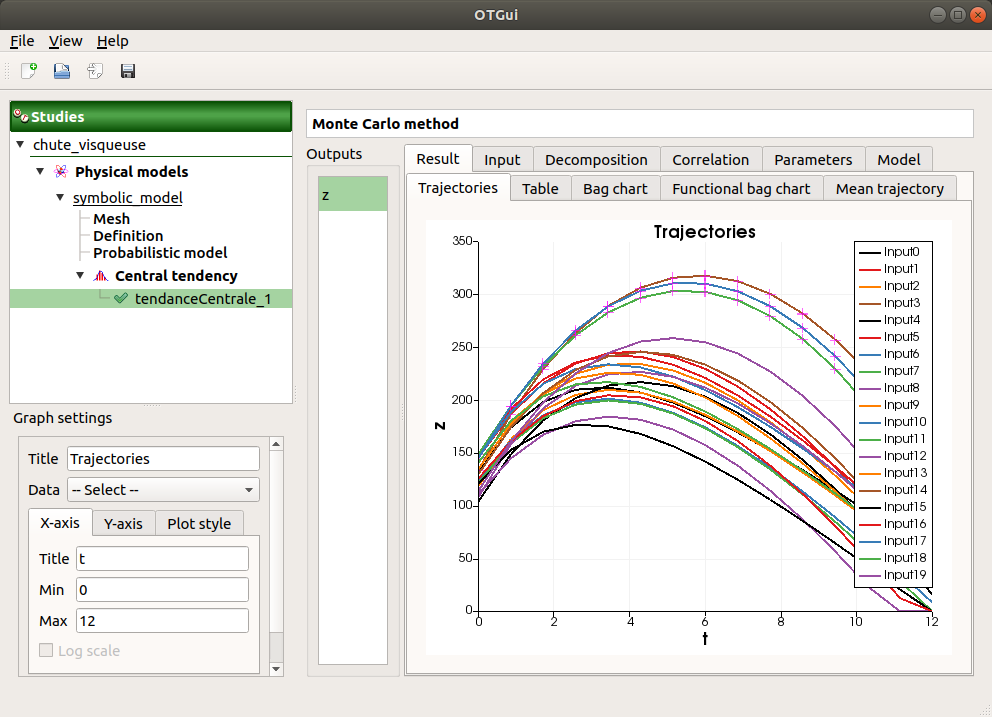 OTGui
File View Help
Studies
chute_visqueuse
Physical models
symbolic_model
Mesh
Definition
Probabilistic model
Central tendency
tendanceCentrale_1
Graph settings
Title Trajectories
Data -- Select --
X-axis Y-axis Plot style
Title t
Min 0
Max 12
Log scale
Monte Carlo method
Outputs
z
Result Input Decomposition Correlation Parameters Model
Trajectories Table Bag chart Functional bag chart Mean trajectory
Trajectories
350
300
250
200
150
100
50
0
z
0 2 4 6 8 10 12
t
Input0
Input1
Input2
Input3
Input4
Input5
Input6
Input7
Input8
Input9
Input10
Input11
Input12
Input13
Input14
Input15
Input16
Input17
Input18
Input19